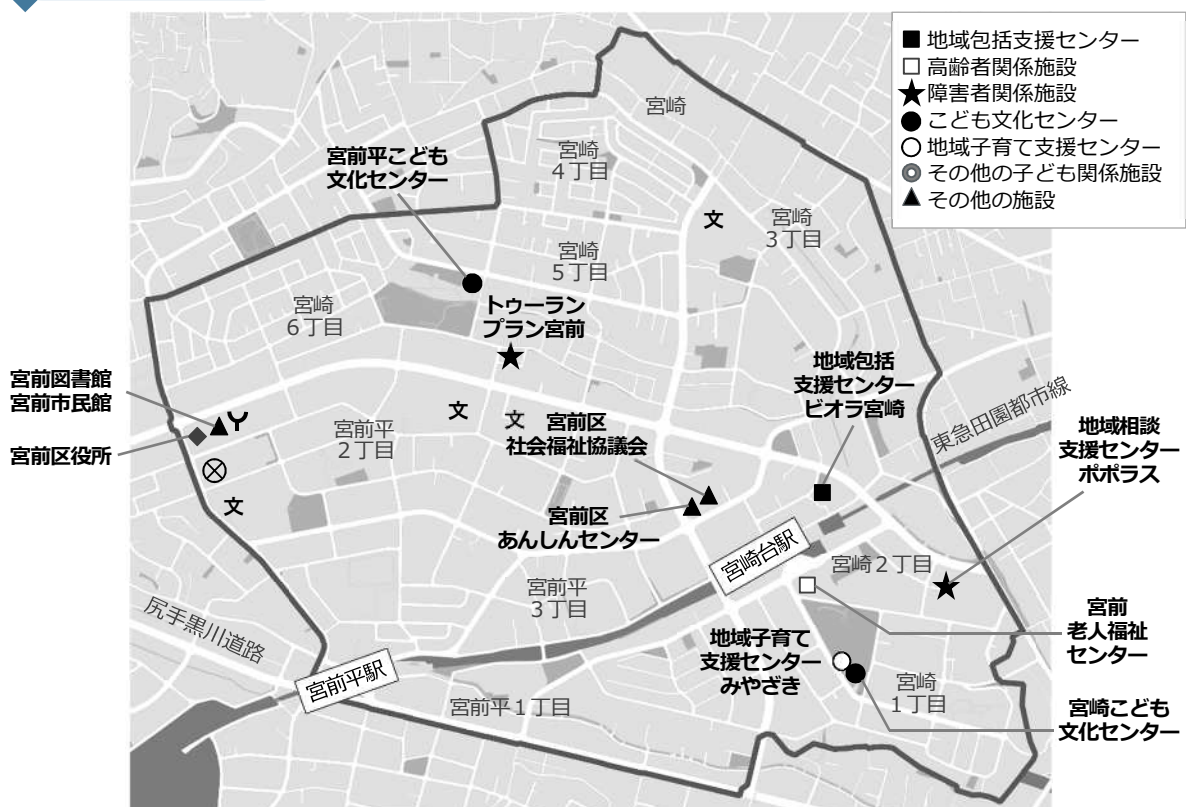 地域包括支援センター
高齢者関係施設
障害者関係施設
こども文化センター
地域子育て支援センター
その他の子ども関係施設
その他の施設
宮崎
宮前平こども
文化センター
宮崎
4丁目
文
宮崎
3丁目
宮崎
5丁目
宮崎
6丁目
トゥーラン
プラン宮前
宮前図書館
宮前市民館
宮前区役所
文
文
文
宮前平
2丁目
宮前区
社会福祉協議会
地域包括
支援センター
ビオラ宮崎
東急田園都市線
地域相談
支援センター
ポポラス
宮前区
あんしんセンター
宮崎台駅
宮崎2丁目
宮前平
3丁目
宮前
老人福祉
センター
尻手黒川道路
宮前平駅
地域子育て
支援センター
みやざき
宮崎
1丁目
宮前平1丁目
宮崎こども
文化センター